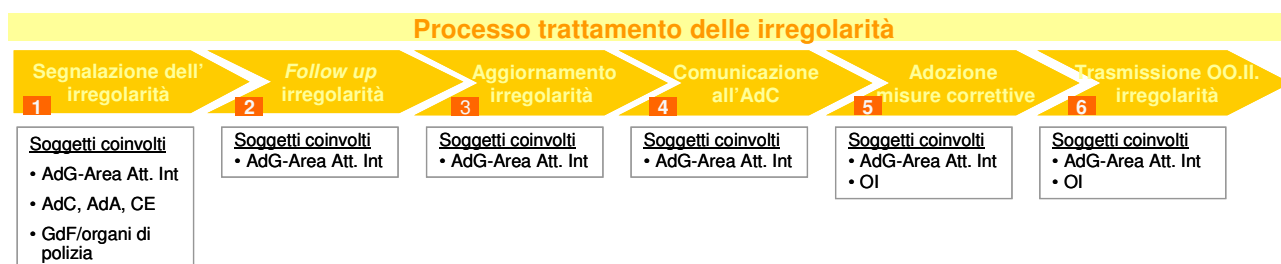 Processo trattamento delle irregolarità
Segnalazione dell'
irregolarità
1
Follow up
irregolarità
2
Aggiornamento
irregolarità
3
Comunicazione
all'AdC
4
Adozione
misure correttive
5
Trasmissione OO.II.
irregolarità
6
Soggetti coinvolti
• AdG-Area Att. Int
• AdC, AdA, CE
• GdF/organi di
polizia
Soggetti coinvolti
• AdG-Area Att. Int
Soggetti coinvolti
• AdG-Area Att. Int
Soggetti coinvolti
• AdG-Area Att. Int
Soggetti coinvolti
• AdG-Area Att. Int
• OI
Soggetti coinvolti
• AdG-Area Att. Int
• OI